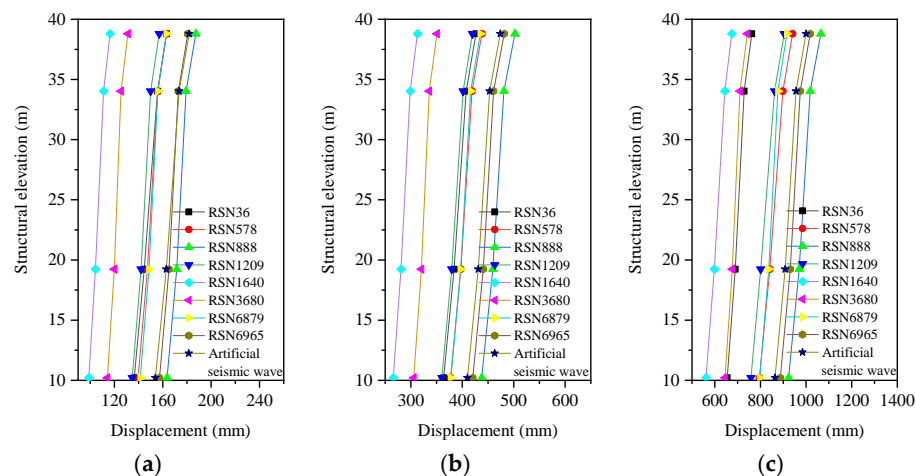 40
35
30
25
20
15
10
Structural elevation (m)
RSN36
RSN578
RSN888
RSN1209
RSN1640
RSN3680
RSN6879
RSN6965
Artificial
seismic wave
120 160 200 240
Displacement (mm)
(a)
40
35
30
25
20
15
10
Structural elevation (m)
RSN36
RSN578
RSN888
RSN1209
RSN1640
RSN3680
RSN6879
RSN6965
Artificial
seismic wave
300 400 500 600
Displacement (mm)
(b)
40
35
30
25
20
15
10
Structural elevation (m)
RSN36
RSN578
RSN888
RSN1209
RSN1640
RSN3680
RSN6879
RSN6965
Artificial
seismic wave
600 800 1000 1200 1400
Displacement (mm)
(c)